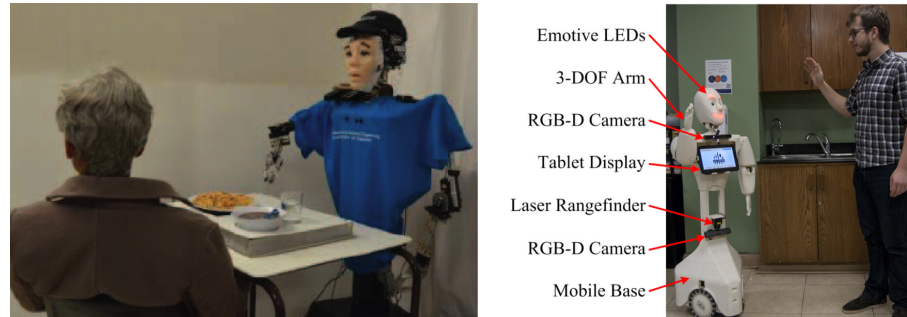 Emotive LEDs
3-DOF Arm
RGB-D Camera
Tablet Display
Laser Rangefinder
RGB-D Camera
Mobile Base